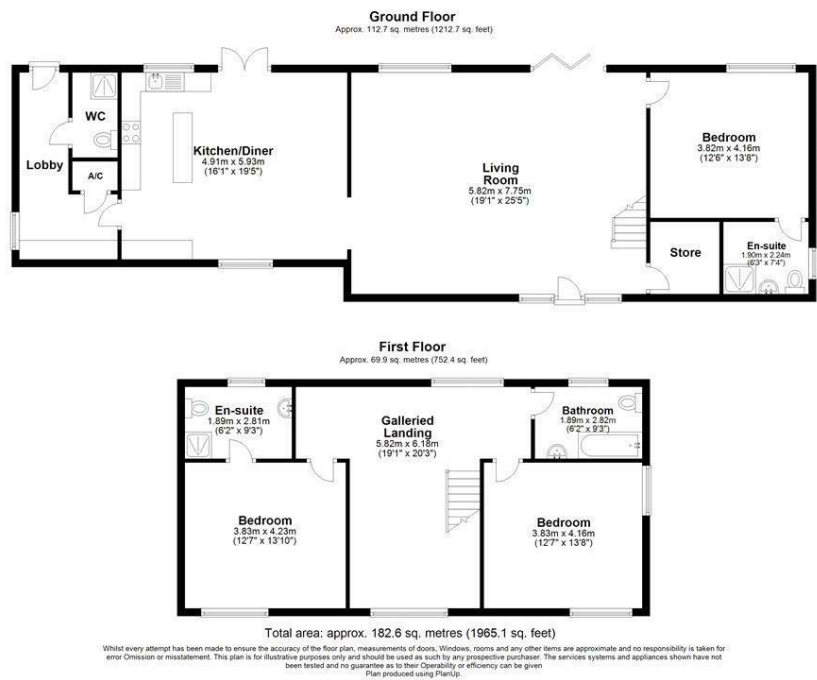 Ground Floor
Approx. 112.7 sq. metres (1212.7 sq. feet)
WC
Lobby
A/C
Kitchen/Diner
4.91m x 5.93m
(16'1" x 19'5")
Living
Room
5.82m x 7.75m
(19'1" x 25'5")
Bedroom
3.82m x 4.16m
(12'6" x 13'8")
Store
En-suite
1.90m x 2.24m
(6'3" x 7'4")
First Floor
Approx. 69.9 sq. metres (752.4 sq. feet)
En-suite
1.89m x 2.81m
(6'2" x 9'3")
Galleried
Landing
5.82m x 6.18m
(19'1" x 20'3")
Bathroom
1.89m x 2.82m
(6'2" x 9'3")
Bedroom
3.83m x 4.23m
(12'7" x 13'10")
Bedroom
3.83m x 4.16m
(12'7" x 13'8")
Total area: approx. 182.6 sq. metres (1965.1 sq. feet)
Whilst every attempt has been made to ensure the accuracy of the floor plan, measurements of doors, Windows, rooms and any other items are approximate and no responsibility is taken for
error Omission or misstatement. This plan is for illustrative purposes only and should be used as such by any prospective purchaser. The services systems and appliances shown have not
been tested and no guarantee as to their Operability or efficiency can be given
Plan produced using PlanUp.